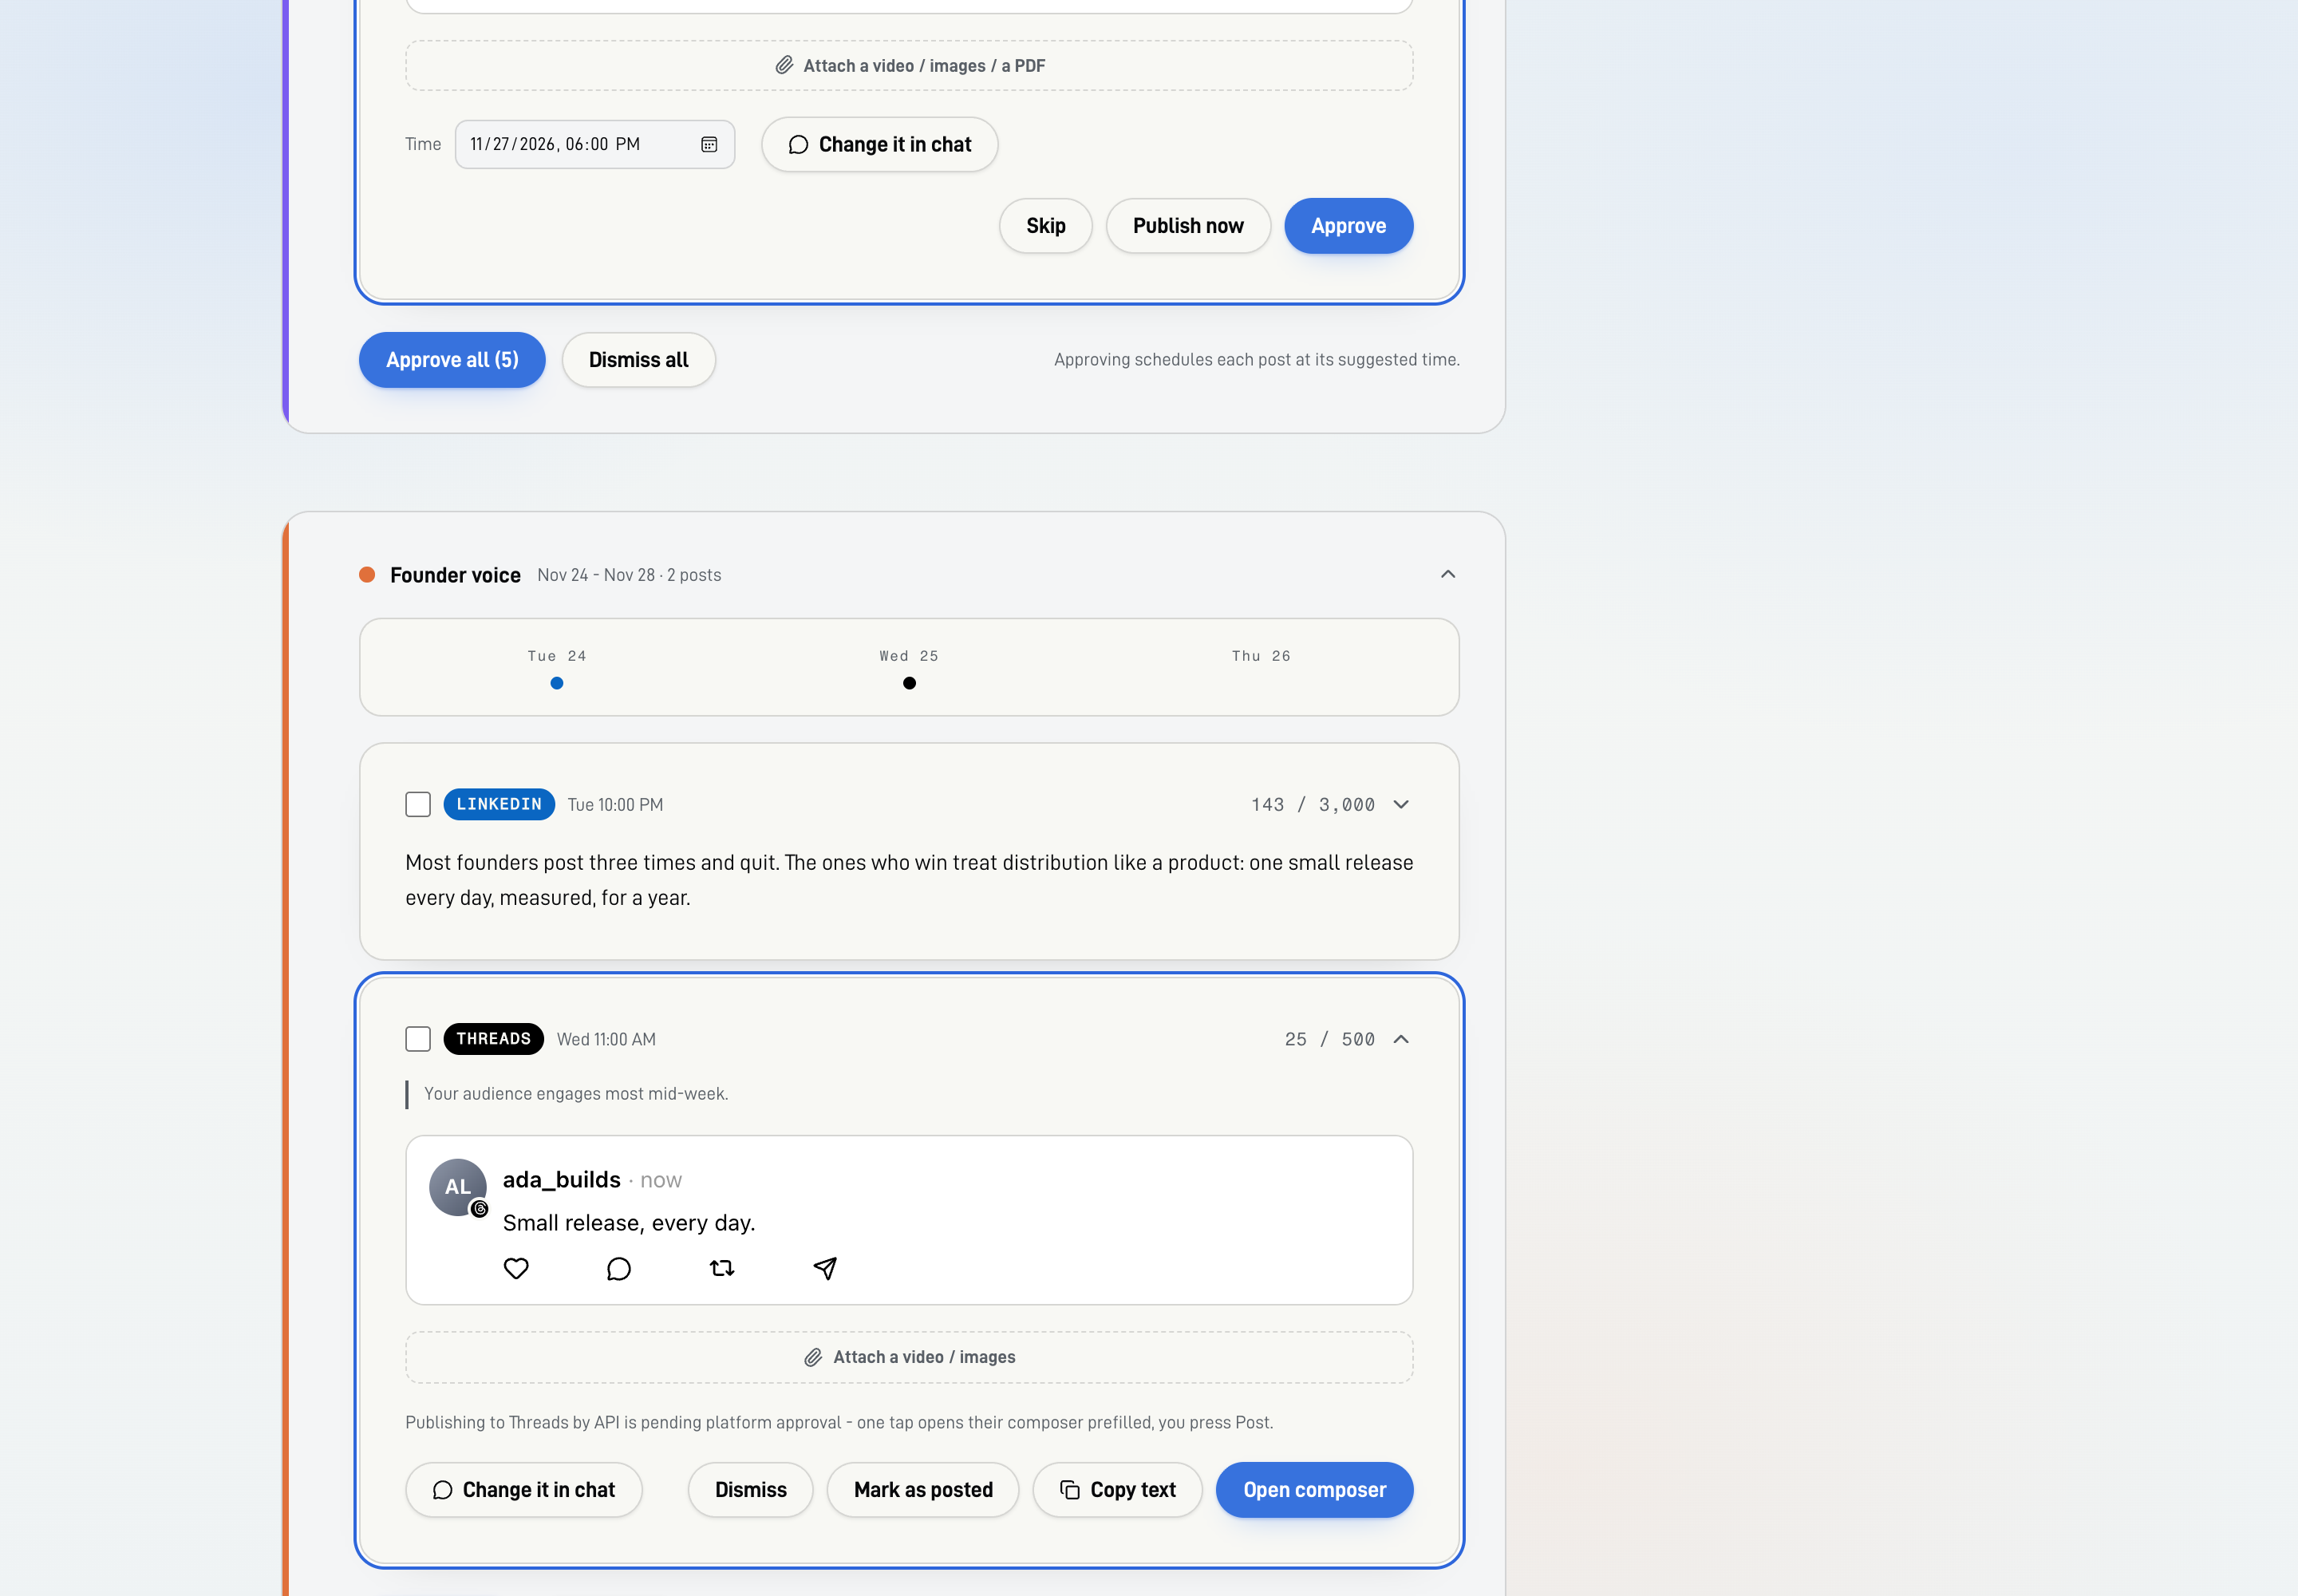 Attach a video / images / a PDF
Time 11/27/2026, 06:00 PM Change it in chat
Skip Publish now Approve
Approve all (5) Dismiss all Approving schedules each post at its suggested time.
Founder voice Nov 24 - Nov 28 · 2 posts
Tue 24 Wed 25 Thu 26
LINKEDIN Tue 10:00 PM 143 / 3,000
Most founders post three times and quit. The ones who win treat distribution like a product: one small release
every day, measured, for a year.
THREADS Wed 11:00 AM 25 / 500
Your audience engages most mid-week.
AL ada_builds · now
Small release, every day.
Attach a video / images
Publishing to Threads by API is pending platform approval - one tap opens their composer prefilled, you press Post.
Change it in chat Dismiss Mark as posted Copy text Open composer